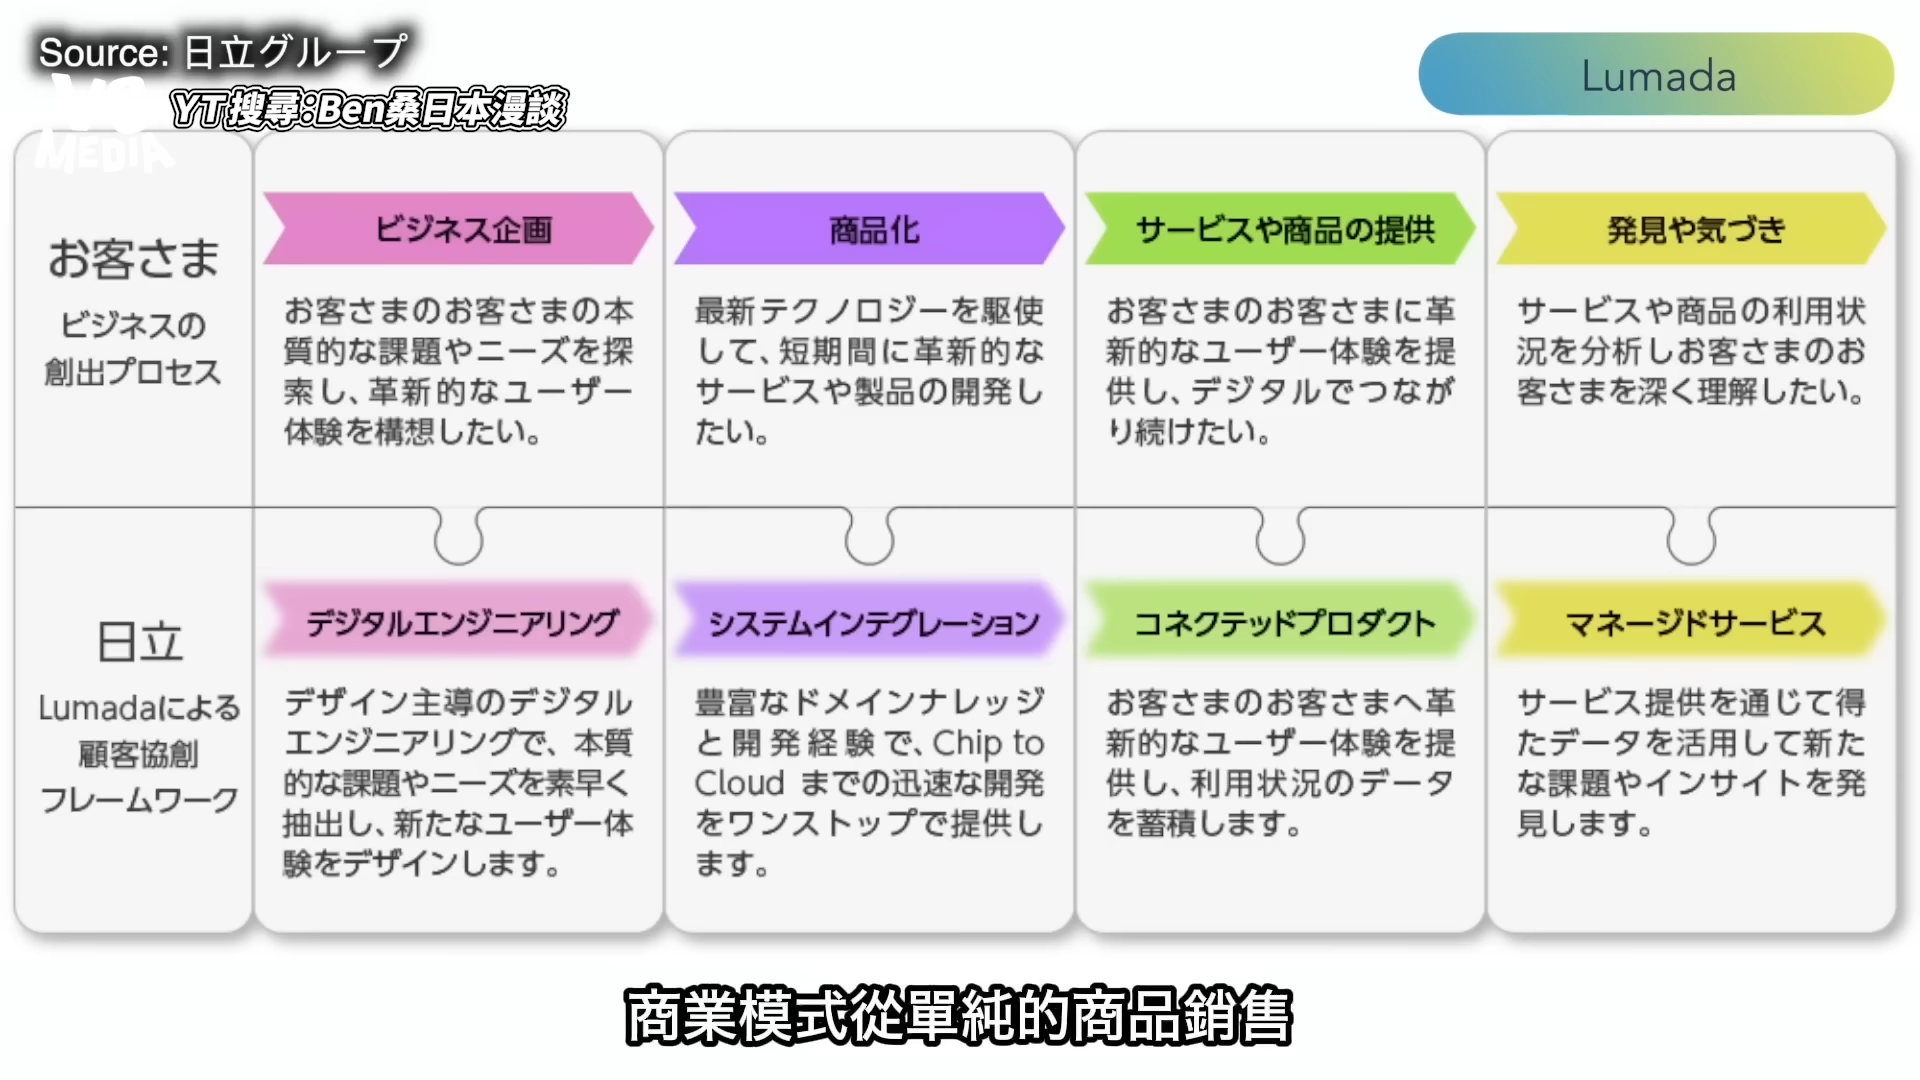 Source: 日立グループ
VS
MEDIA
YT搜尋:Ben桑日本漫談
Lumada
お客さま
ビジネスの
創出プロセス
ビジネス企画
お客さまのお客さまの本
質的な課題やニーズを探
索し、革新的なユーザー
体験を構想したい。
商品化
最新テクノロジーを駆使
して、短期間に革新的な
サービスや製品の開発し
たい。
サービスや商品の提供
お客さまのお客さまに革
新的なユーザー体験を提
供し、デジタルでつなが
り続けたい。
発見や気づき
サービスや商品の利用状
況を分析しお客さまのお
客さまを深く理解したい。
日立
Lumadaによる
顧客協創
フレームワーク
デジタルエンジニアリング
デザイン主導のデジタル
エンジニアリングで、本質
的な課題やニーズを素早く
抽出し、新たなユーザー体
験をデザインします。
システムインテグレーション
豊富なドメインナレッジ
と開発経験で、Chip to
Cloud までの迅速な開発
をワンストップで提供し
ます。
コネクテッドプロダクト
お客さまのお客さまへ革
新的なユーザー体験を提
供し、利用状況のデータ
を蓄積します。
マネージドサービス
サービス提供を通じて得
たデータを活用して新た
な課題やインサイトを発
見します。
商業模式從單純的商品銷售